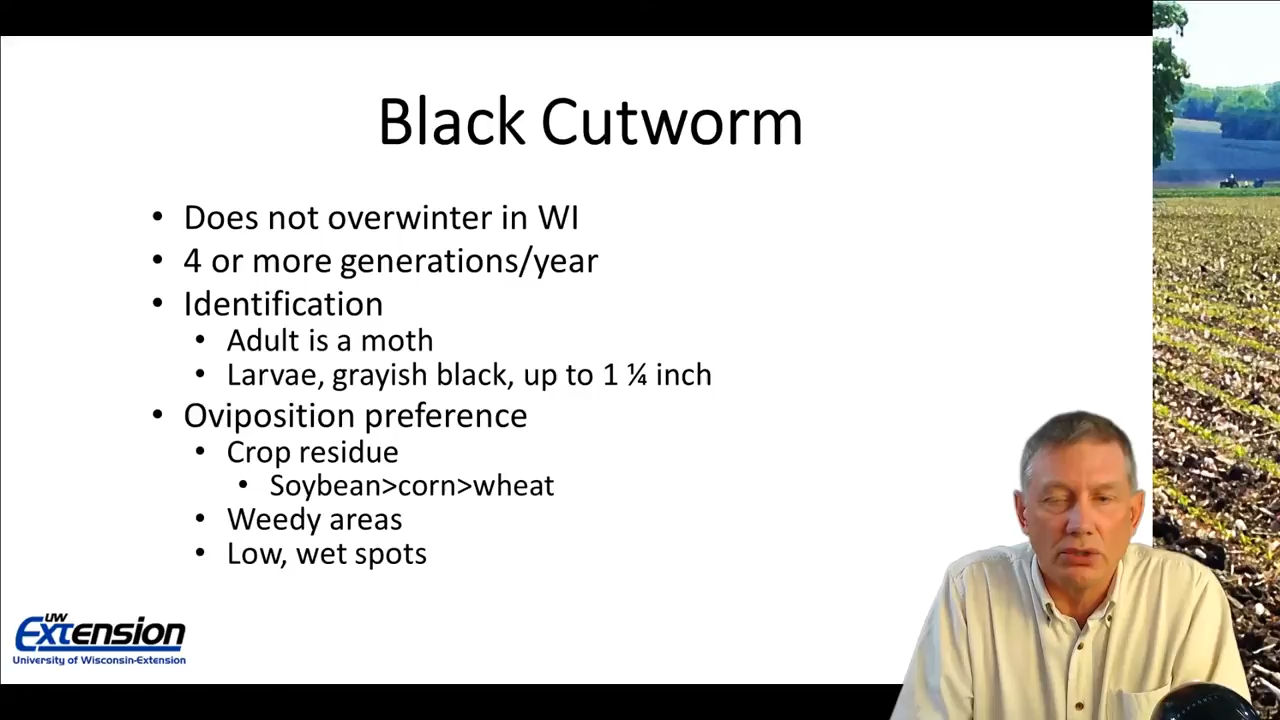 Black Cutworm
• Does not overwinter in WI
• 4 or more generations/year
• Identification
• Adult is a moth
• Larvae, grayish black, up to 1 ¼ inch
• Oviposition preference
• Crop residue
• Soybean>corn>wheat
• Weedy areas
• Low, wet spots
UW
Extension
University of Wisconsin-Extension